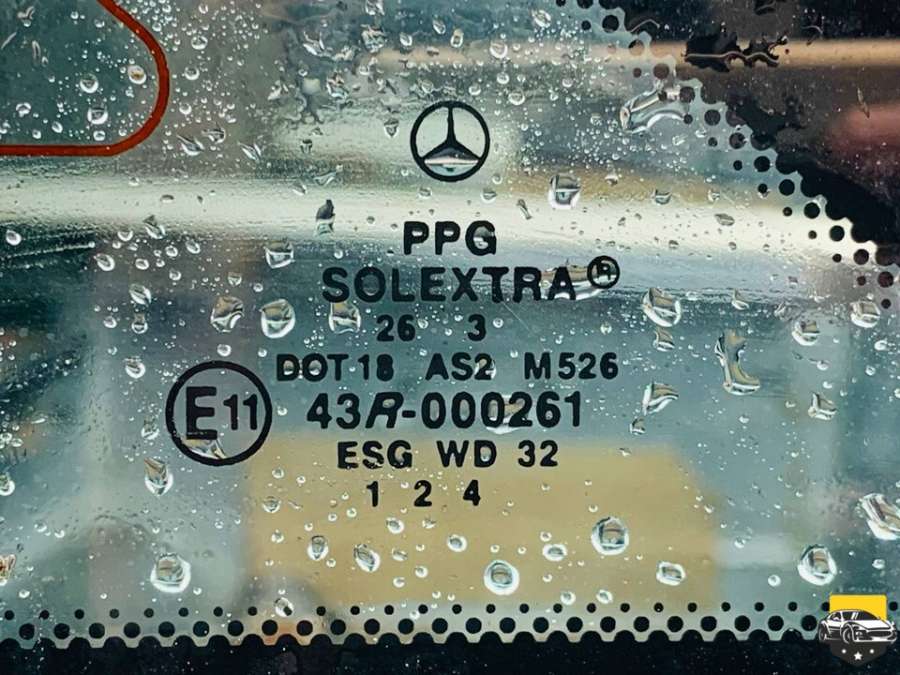 PPG
SOLEXTRA®
26 3
DOT 18 AS2 M526
E11 43R-000261
ESG WD 32
1 2 4